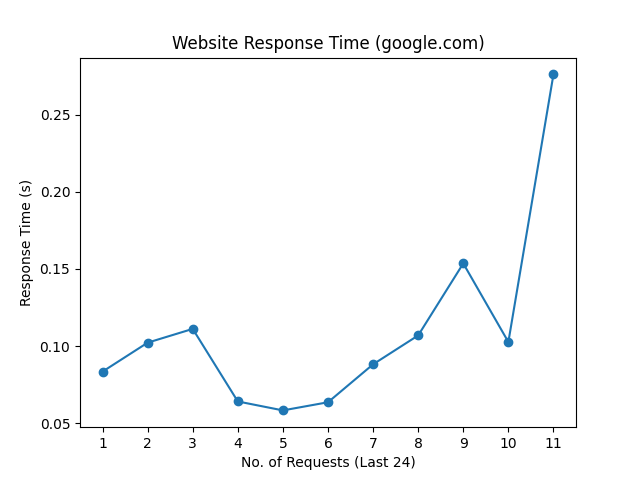 Website Response Time (google.com)
0.25
0.20
0.15
0.10
0.05
Response Time (s)
1 2 3 4 5 6 7 8 9 10 11
No. of Requests (Last 24)